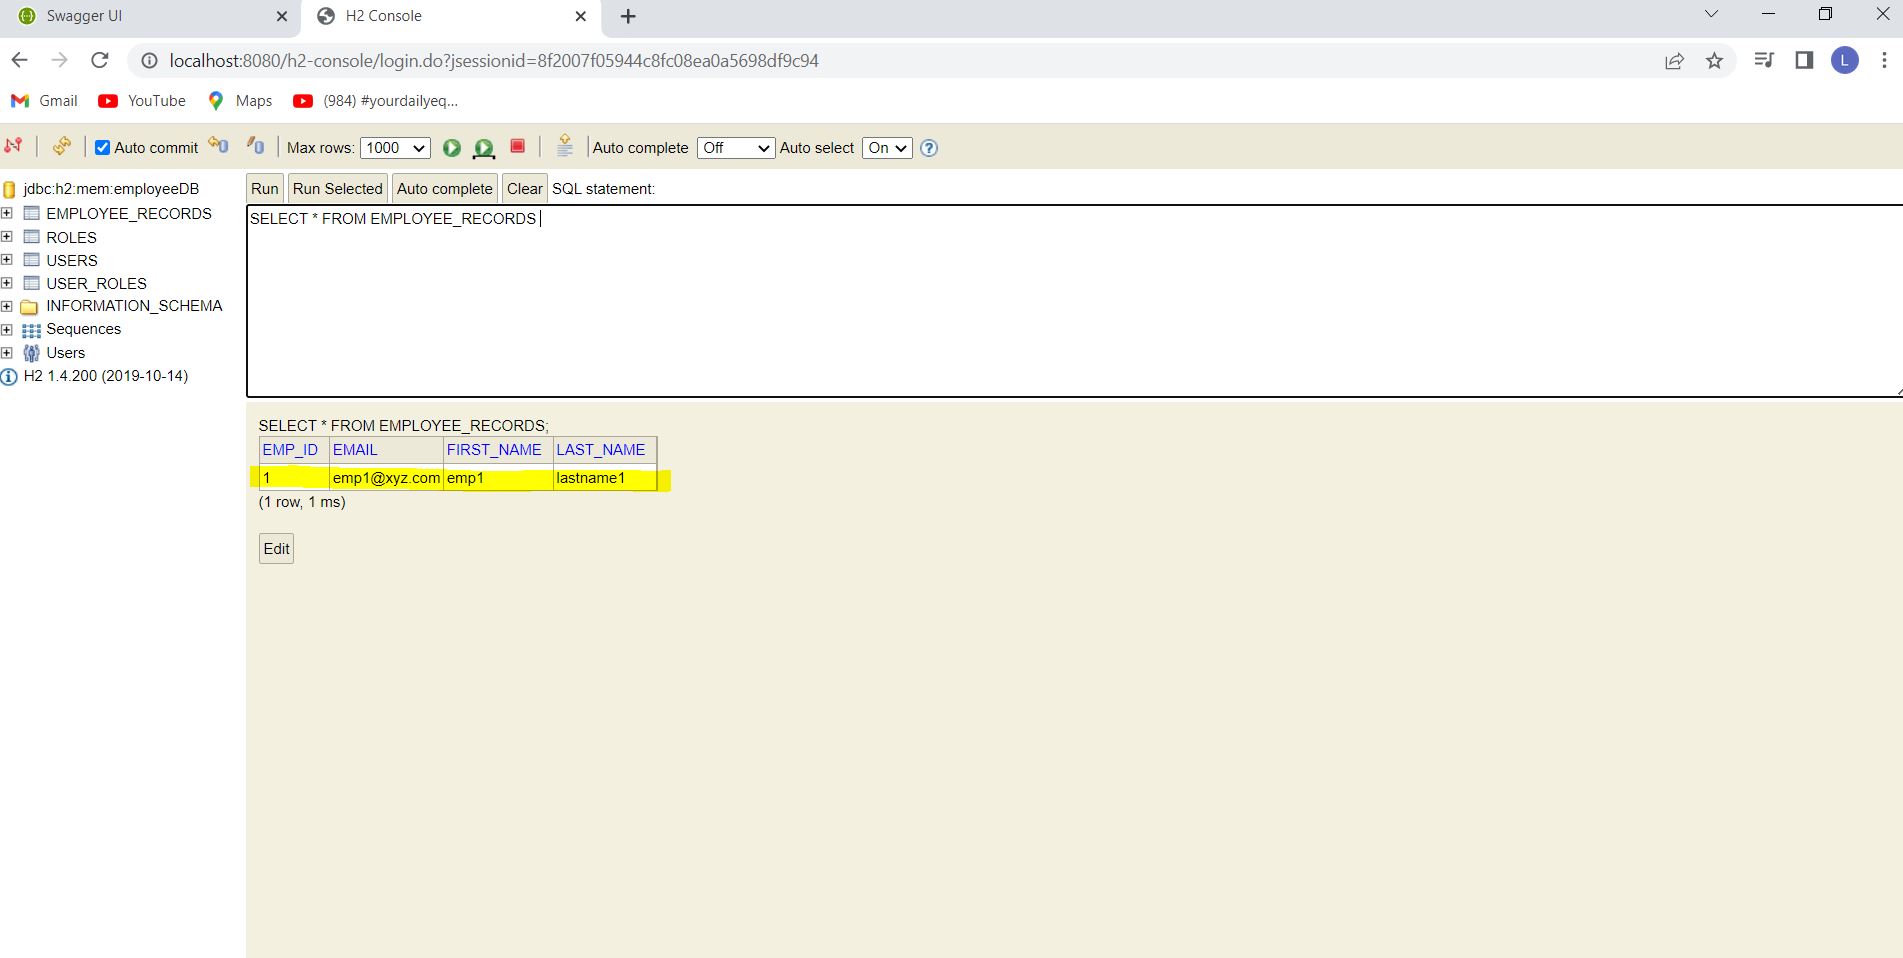 Swagger UI
H2 Console
localhost:8080/h2-console/login.do?jsessionid=8f2007f05944c8fc08ea0a5698df9c94
L
Gmail YouTube Maps (984) #yourdailyeq...
Auto commit Max rows: 1000 Auto complete Off Auto select On ?
jdbc:h2:mem:employeeDB
EMPLOYEE_RECORDS
ROLES
USERS
USER_ROLES
INFORMATION_SCHEMA
Sequences
Users
H2 1.4.200 (2019-10-14)
Run Run Selected Auto complete Clear SQL statement:
SELECT * FROM EMPLOYEE_RECORDS
SELECT * FROM EMPLOYEE_RECORDS;
EMP_ID EMAIL FIRST_NAME LAST_NAME
1 emp1@xyz.com emp1 lastname1
(1 row, 1 ms)
Edit